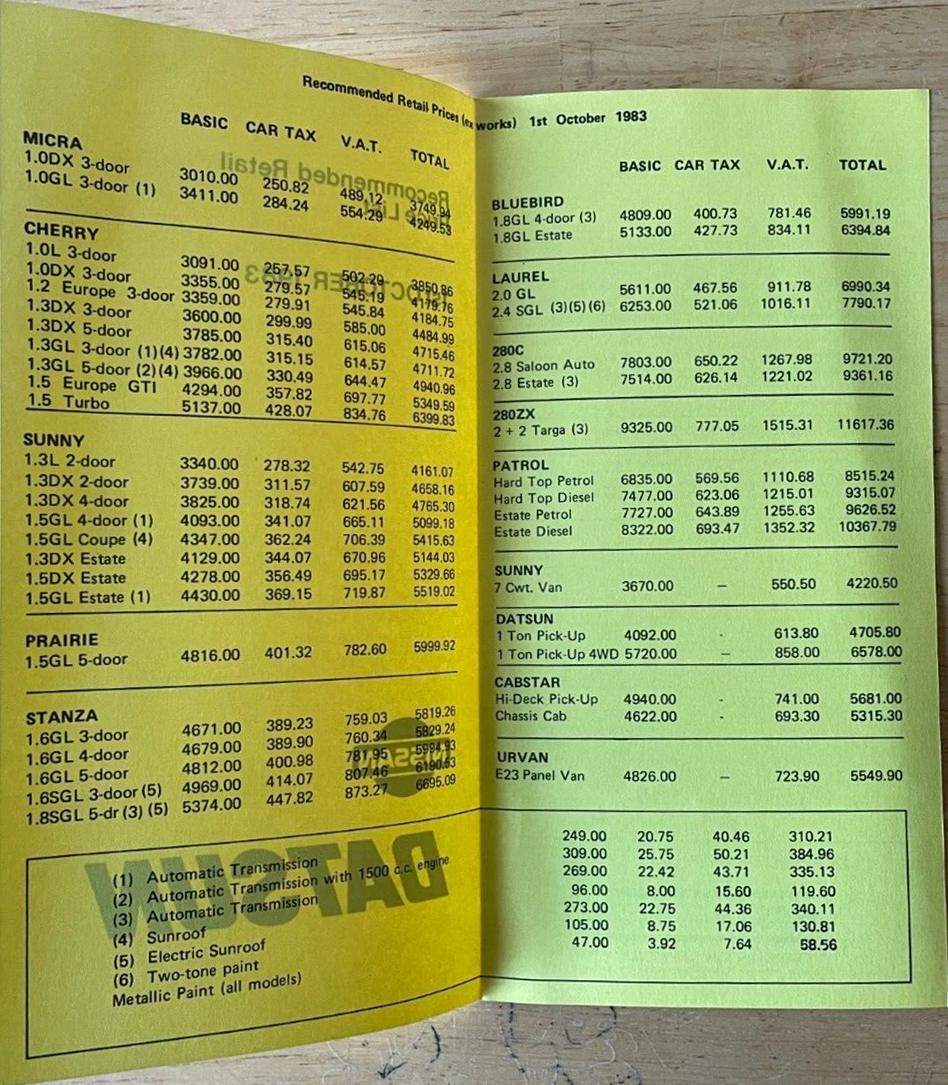 Recommended Retail Prices (ex works) 1st October 1983
BASIC CAR TAX V.A.T. TOTAL
MICRA
1.0DX 3-door 3010.00 250.82 489.12 3749.94
1.0GL 3-door (1) 3411.00 284.24 554.29 4249.53
CHERRY
1.0L 3-door 3091.00 257.57 502.29 3850.86
1.0DX 3-door 3355.00 279.57 545.19 4179.76
1.2 Europe 3-door 3359.00 279.91 545.84 4184.75
1.3DX 3-door 3600.00 299.99 585.00 4484.99
1.3DX 5-door 3785.00 315.40 615.06 4715.46
1.3GL 3-door (1)(4) 3782.00 315.15 614.57 4711.72
1.3GL 5-door (2)(4) 3966.00 330.49 644.47 4940.96
1.5 Europe GTI 4294.00 357.82 697.77 5349.59
1.5 Turbo 5137.00 428.07 834.76 6399.83
SUNNY
1.3L 2-door 3340.00 278.32 542.75 4161.07
1.3DX 2-door 3739.00 311.57 607.59 4658.16
1.3DX 4-door 3825.00 318.74 621.56 4765.30
1.5GL 4-door (1) 4093.00 341.07 665.11 5099.18
1.5GL Coupe (4) 4347.00 362.24 706.39 5415.63
1.3DX Estate 4129.00 344.07 670.96 5144.03
1.5DX Estate 4278.00 356.49 695.17 5329.66
1.5GL Estate (1) 4430.00 369.15 719.87 5519.02
PRAIRIE
1.5GL 5-door 4816.00 401.32 782.60 5999.92
STANZA
1.6GL 3-door 4671.00 389.23 759.03 5819.26
1.6GL 4-door 4679.00 389.90 760.34 5829.24
1.6GL 5-door 4812.00 400.98 781.95 5994.93
1.6SGL 3-door (5) 4969.00 414.07 807.46 6190.53
1.8SGL 5-dr (3) (5) 5374.00 447.82 873.27 6695.09
(1) Automatic Transmission
(2) Automatic Transmission with 1500 c.c. engine
(3) Automatic Transmission
(4) Sunroof
(5) Electric Sunroof
(6) Two-tone paint
Metallic Paint (all models)
BASIC CAR TAX V.A.T. TOTAL
BLUEBIRD
1.8GL 4-door (3) 4809.00 400.73 781.46 5991.19
1.8GL Estate 5133.00 427.73 834.11 6394.84
LAUREL
2.0 GL 5611.00 467.56 911.78 6990.34
2.4 SGL (3)(5)(6) 6253.00 521.06 1016.11 7790.17
280C
2.8 Saloon Auto 7803.00 650.22 1267.98 9721.20
2.8 Estate (3) 7514.00 626.14 1221.02 9361.16
280ZX
2 + 2 Targa (3) 9325.00 777.05 1515.31 11617.36
PATROL
Hard Top Petrol 6835.00 569.56 1110.68 8515.24
Hard Top Diesel 7477.00 623.06 1215.01 9315.07
Estate Petrol 7727.00 643.89 1255.63 9626.52
Estate Diesel 8322.00 693.47 1352.32 10367.79
SUNNY
7 Cwt. Van 3670.00 – 550.50 4220.50
DATSUN
1 Ton Pick-Up 4092.00 - 613.80 4705.80
1 Ton Pick-Up 4WD 5720.00 – 858.00 6578.00
CABSTAR
Hi-Deck Pick-Up 4940.00 - 741.00 5681.00
Chassis Cab 4622.00 - 693.30 5315.30
URVAN
E23 Panel Van 4826.00 – 723.90 5549.90
249.00 20.75 40.46 310.21
309.00 25.75 50.21 384.96
269.00 22.42 43.71 335.13
96.00 8.00 15.60 119.60
273.00 22.75 44.36 340.11
105.00 8.75 17.06 130.81
47.00 3.92 7.64 58.56
Recommended Retail
Price List
OCTOBER 1983
NISSAN
DATSUN